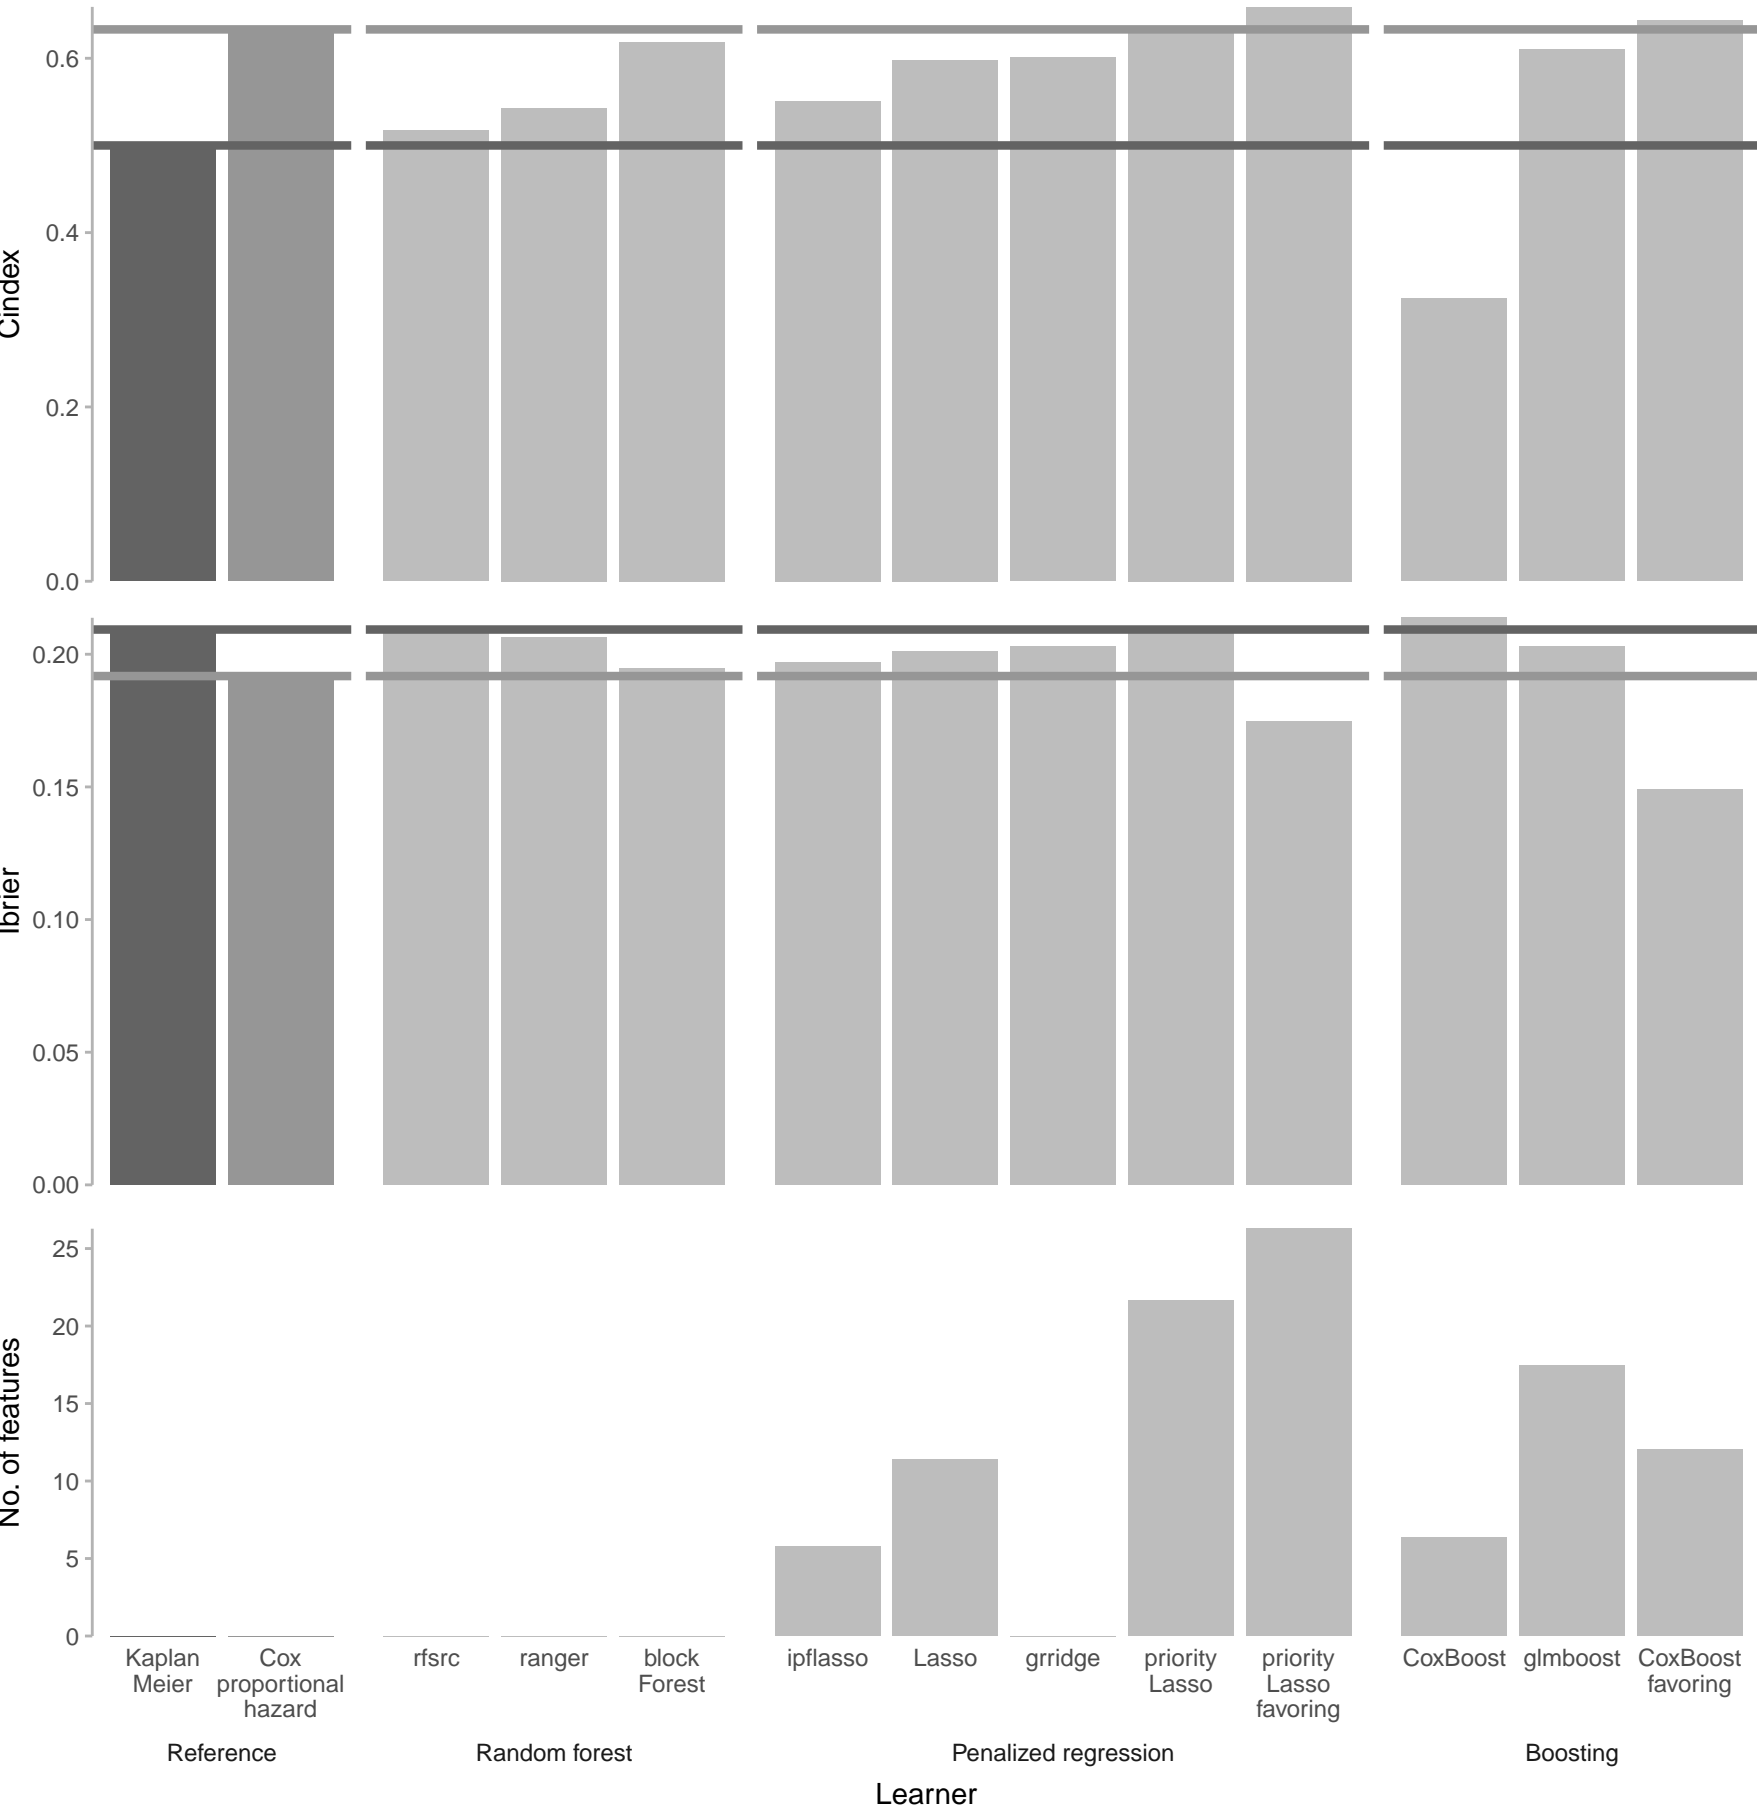 0.6
0.4
0.2
0.0
Cindex
0.20
0.15
0.10
0.05
0.00
Ibrier
25
20
15
10
5
0
No. of features
Kaplan
Meier
Cox
proportional
hazard
rfsrc
ranger
block
Forest
ipflasso
Lasso
grridge
priority
Lasso
priority
Lasso
favoring
CoxBoost
glmboost
CoxBoost
favoring
Reference
Random forest
Penalized regression
Boosting
Learner